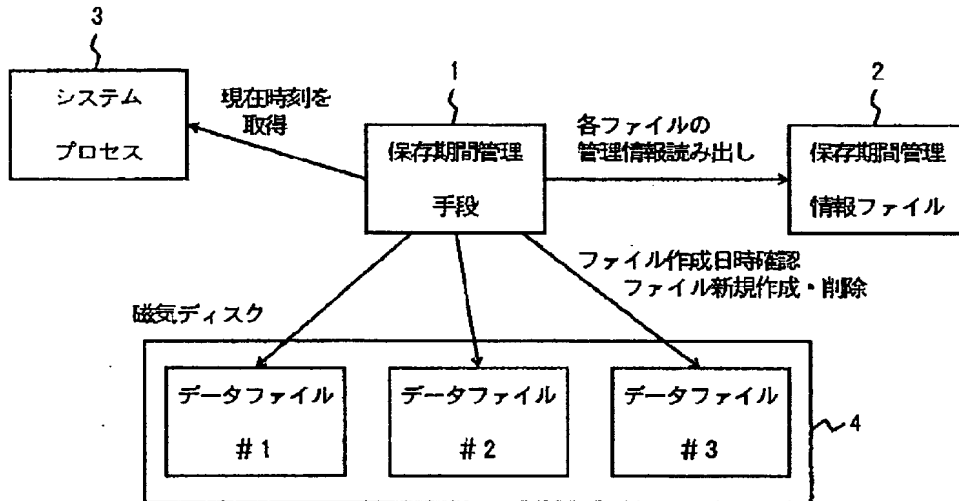 3
システム
プロセス
現在時刻を
取得
1
保存期間管理
手段
各ファイルの
管理情報読み出し
2
保存期間管理
情報ファイル
ファイル作成日時確認
ファイル新規作成・削除
磁気ディスク
データファイル
#1
データファイル
#2
データファイル
#3
4